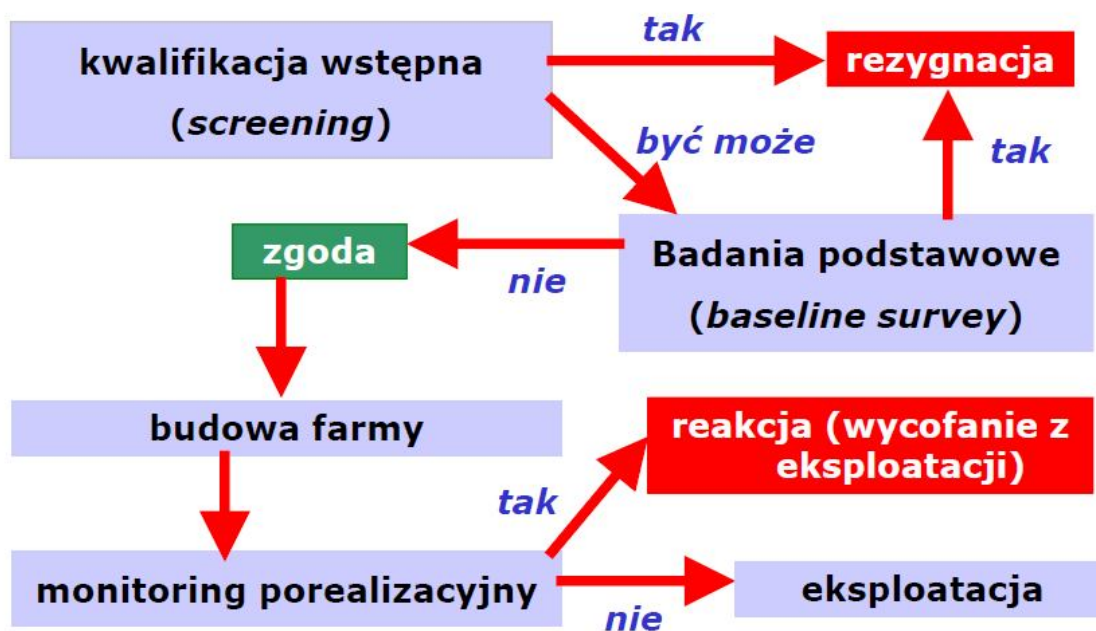 kwalifikacja wstępna
(screening)
tak
rezygnacja
być może
tak
zgoda
nie
Badania podstawowe
(baseline survey)
budowa farmy
reakcja (wycofanie z
eksploatacji)
tak
monitoring porealizacyjny
nie
eksploatacja